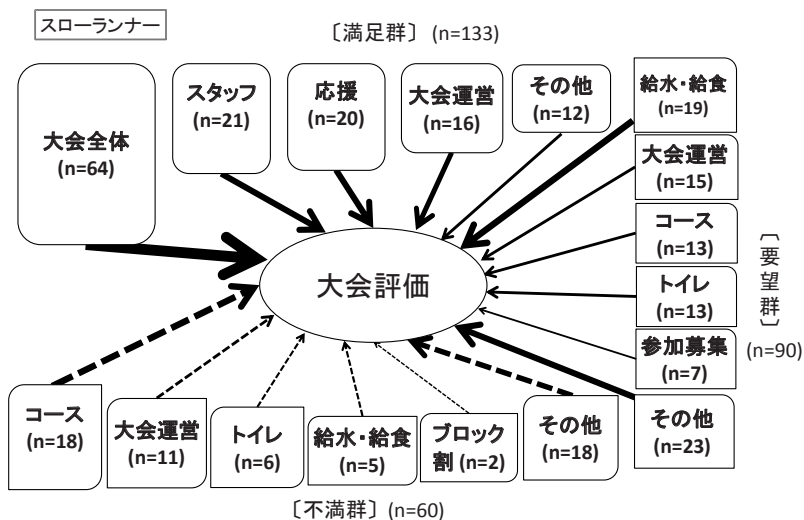 スローランナー
〔満足群〕 (n=133)
大会全体
(n=64)
スタッフ
(n=21)
応援
(n=20)
大会運営
(n=16)
その他
(n=12)
給水・給食
(n=19)
大会運営
(n=15)
コース
(n=13)
トイレ
(n=13)
参加募集
(n=7)
その他
(n=23)
〔要望群〕
(n=90)
大会評価
コース
(n=18)
大会運営
(n=11)
トイレ
(n=6)
給水・給食
(n=5)
ブロック
割(n=2)
その他
(n=18)
〔不満群〕 (n=60)